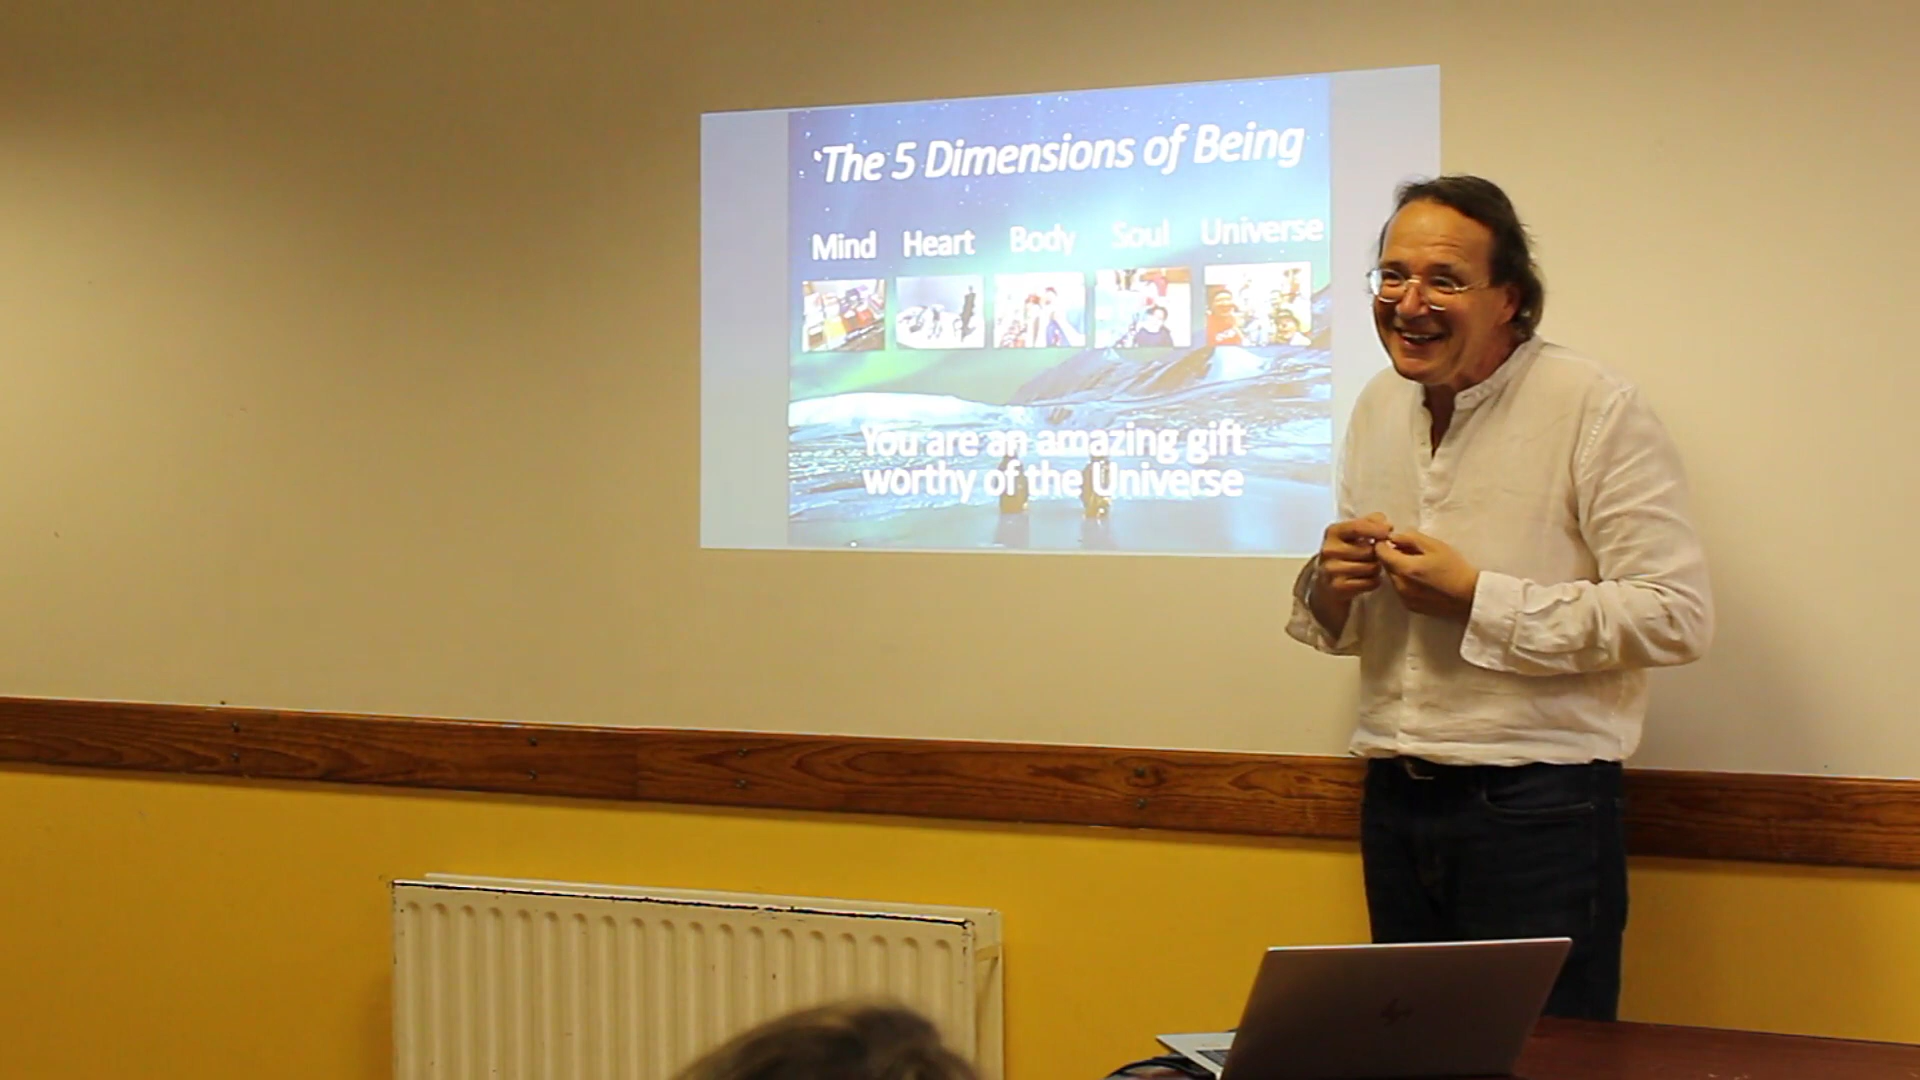 'The 5 Dimensions of Being
Mind Heart Body Soul Universe
You are an amazing gift
worthy of the Universe
hp